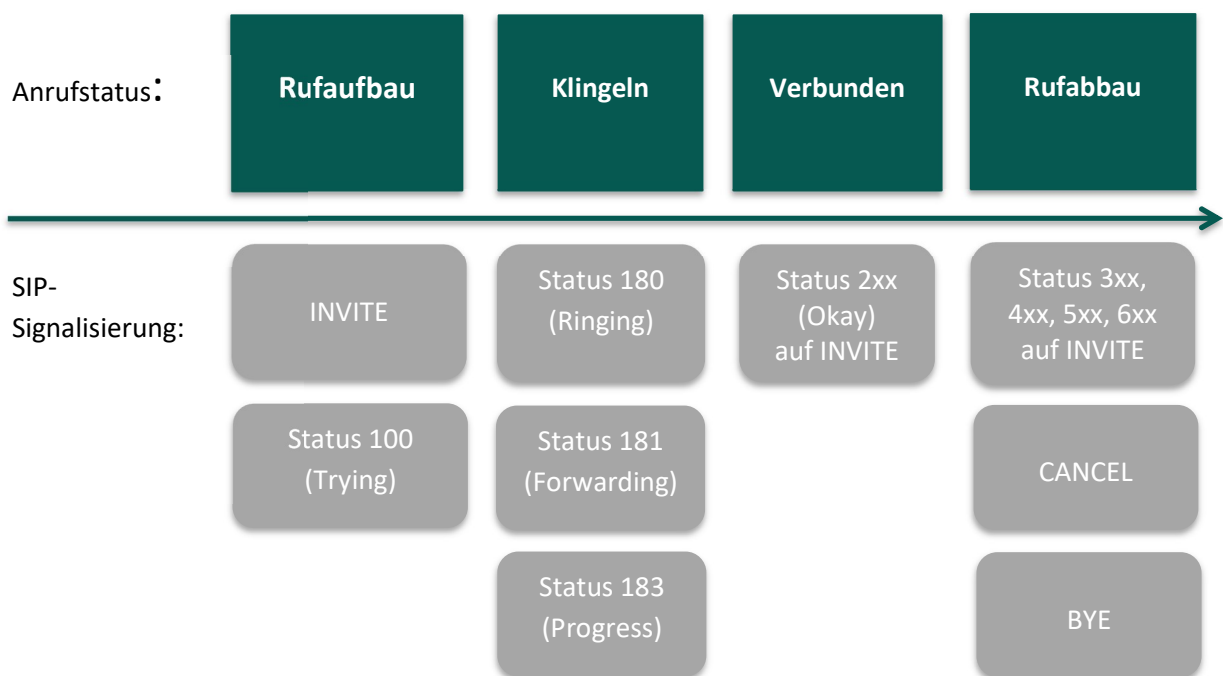 Anrufstatus:
Rufaufbau
Klingeln
Verbunden
Rufabbau
SIP-
Signalisierung:
INVITE
Status 180
(Ringing)
Status 2xx
(Okay)
auf INVITE
Status 3xx,
4xx, 5xx, 6xx
auf INVITE
Status 100
(Trying)
Status 181
(Forwarding)
CANCEL
Status 183
(Progress)
BYE